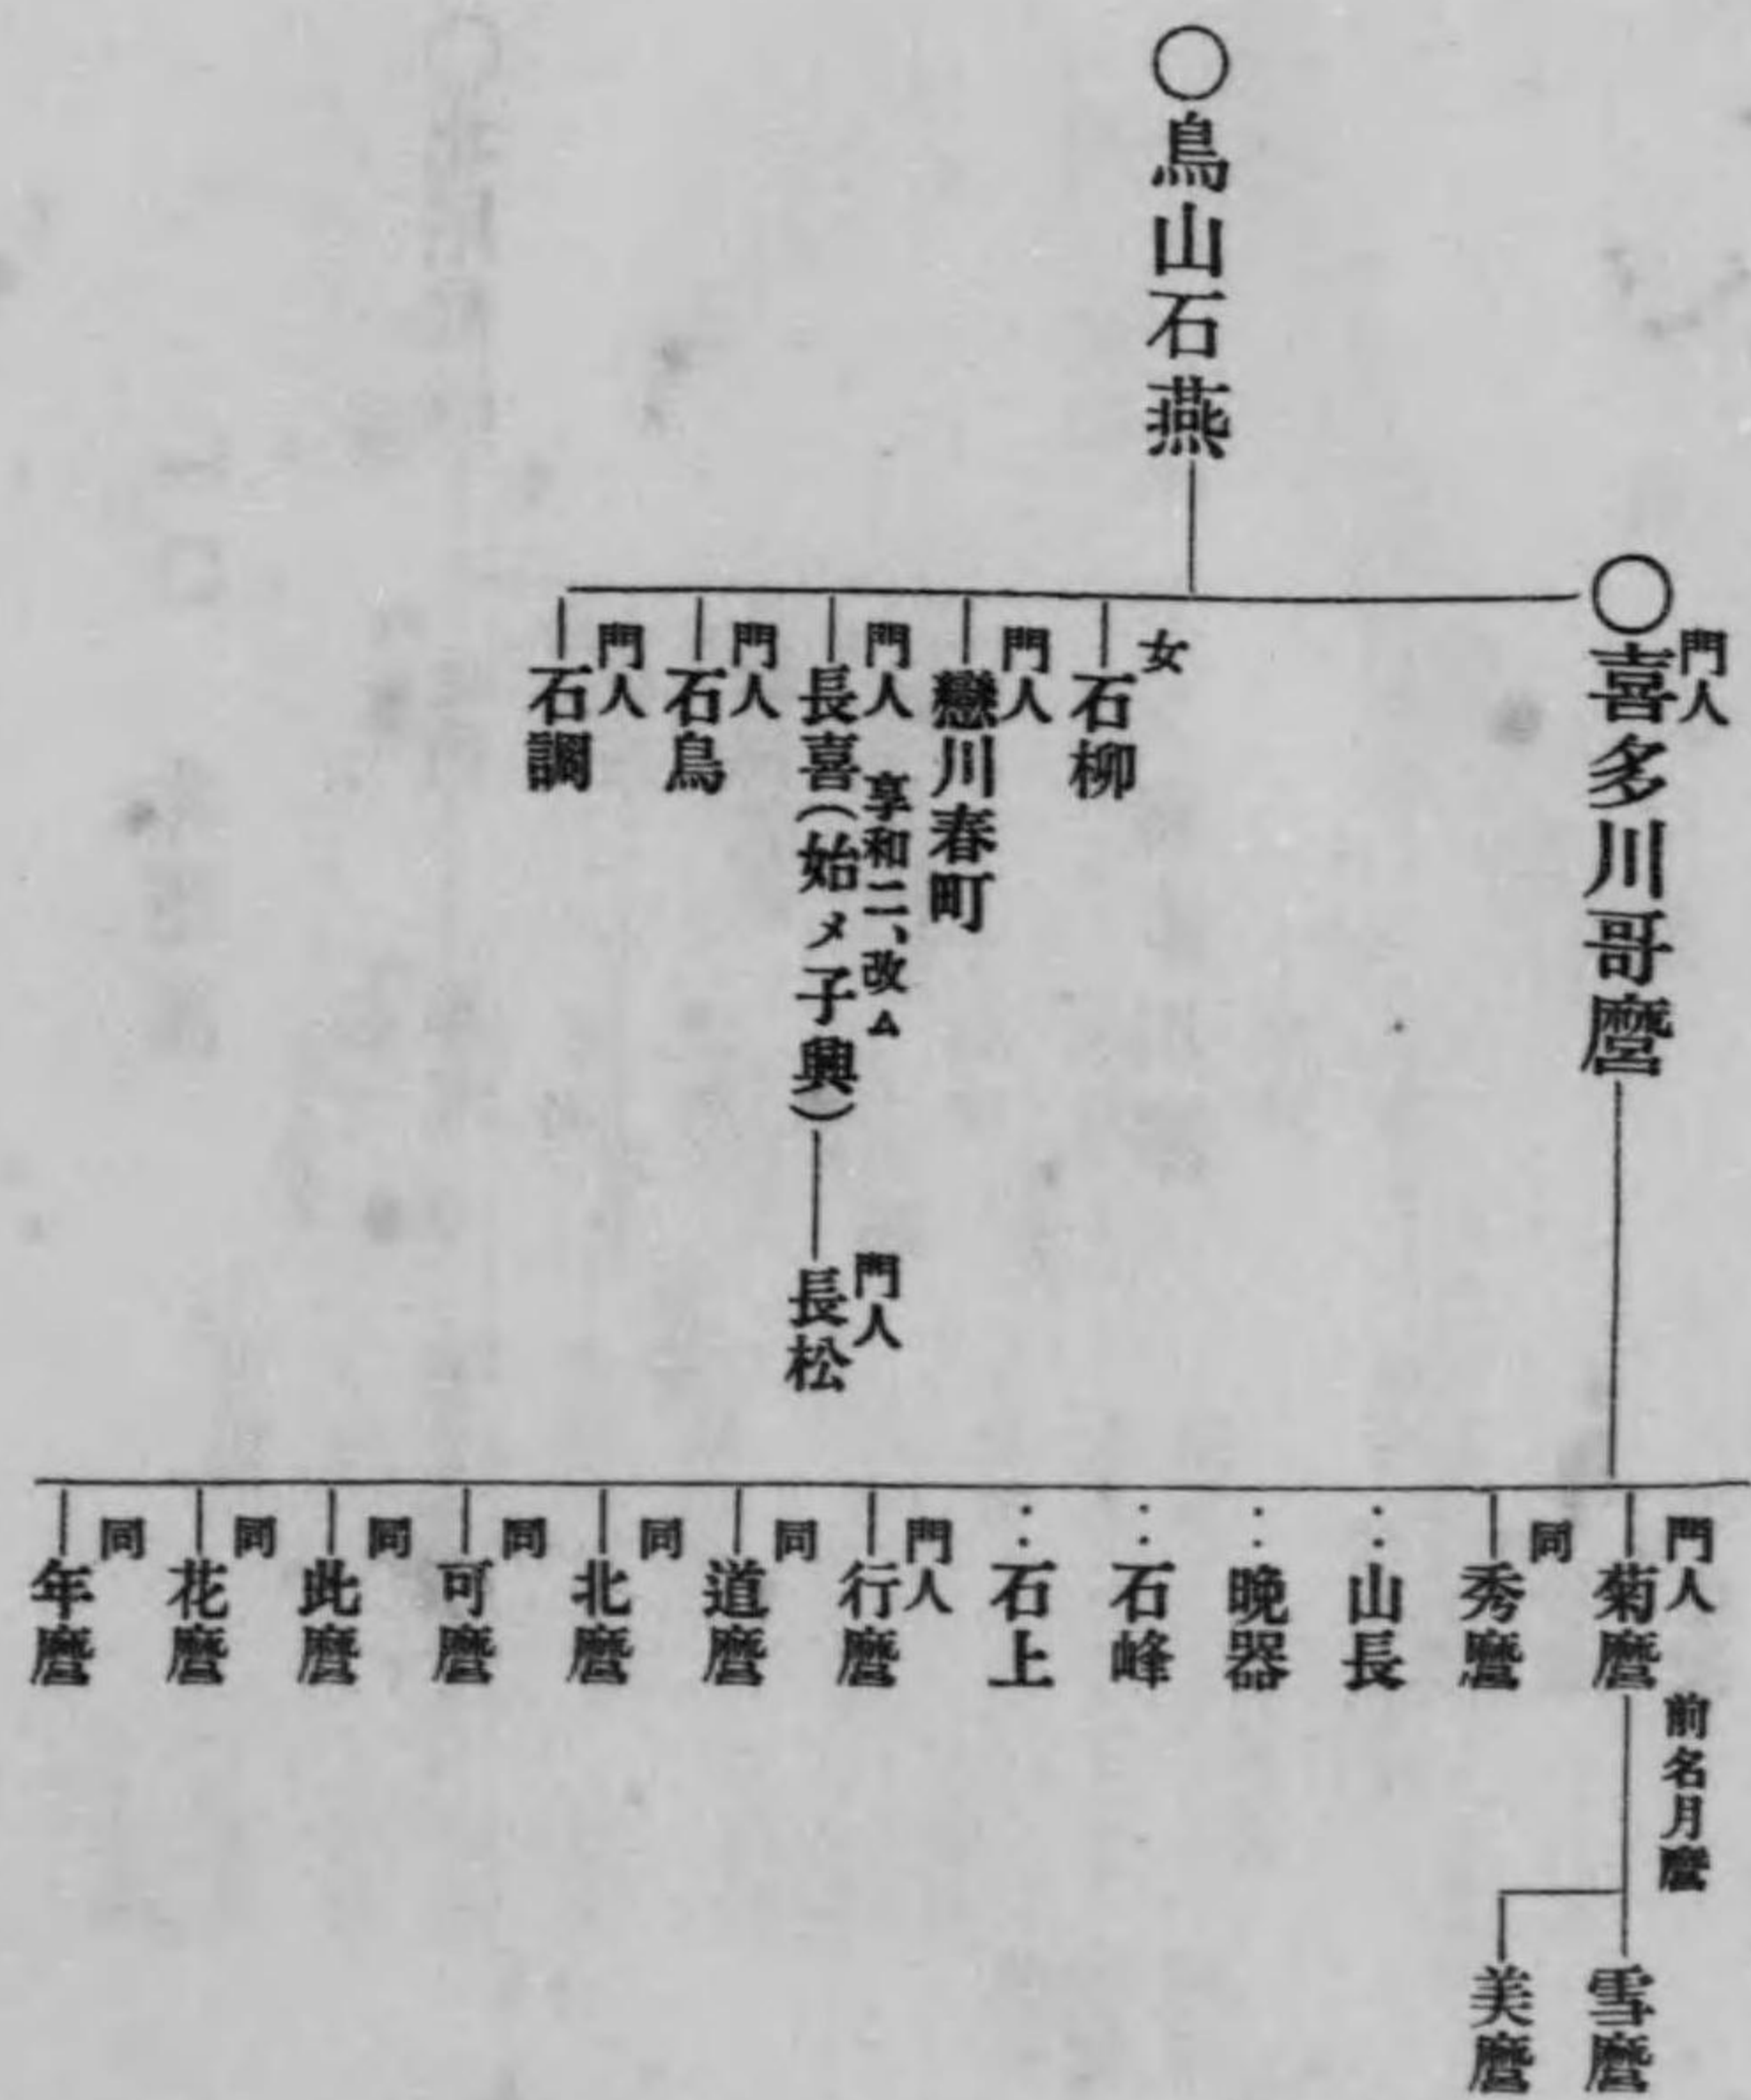 〇鳥山石燕
門人
〇喜多川哥麿
女
石柳
門人
戀川春町
門人
享和二、改ム
長喜(始メ子興)
門人
長松
門人
石鳥
門人
石調
門人
菊麿
前名月麿
雪麿
美麿
同
秀麿
山長
晩器
石峰
石上
門人
行麿
同
道麿
同
北麿
同
可麿
同
此麿
同
花麿
同
年麿